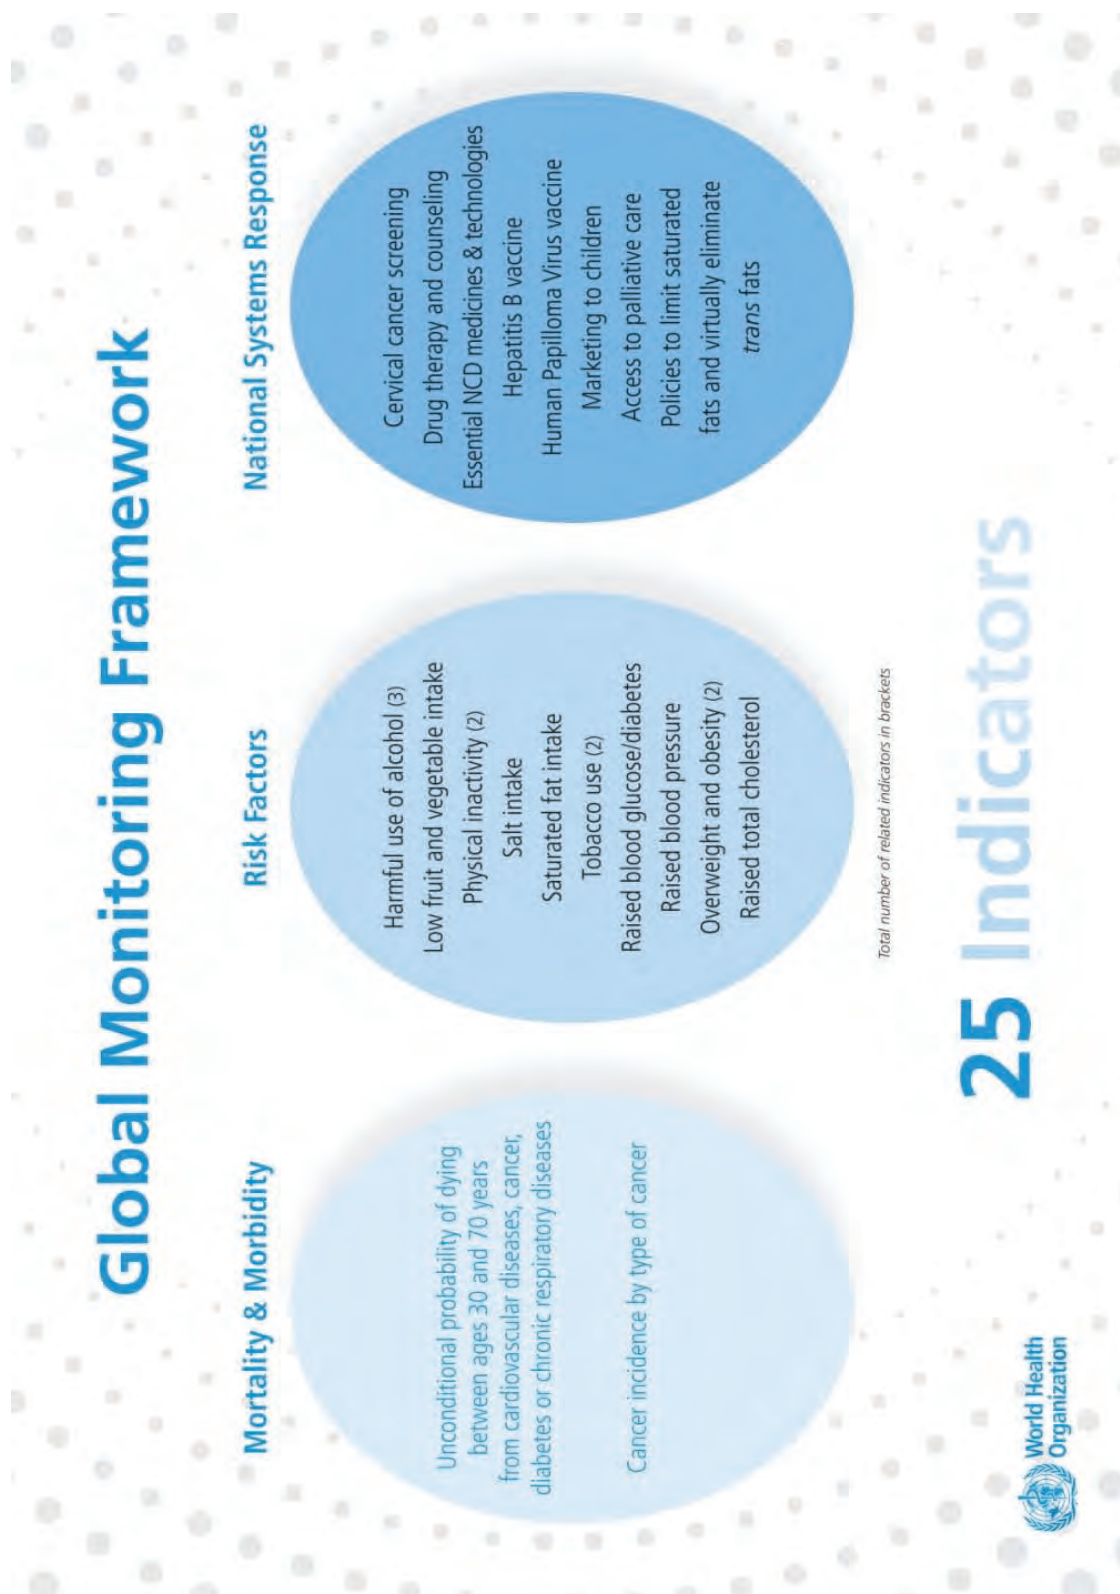 Global Monitoring Framework
Mortality & Morbidity
Unconditional probability of dying
between ages 30 and 70 years
from cardiovascular diseases, cancer,
diabetes or chronic respiratory diseases
Cancer incidence by type of cancer
Risk Factors
Harmful use of alcohol (3)
Low fruit and vegetable intake
Physical inactivity (2)
Salt intake
Saturated fat intake
Tobacco use (2)
Raised blood glucose/diabetes
Raised blood pressure
Overweight and obesity (2)
Raised total cholesterol
National Systems Response
Cervical cancer screening
Drug therapy and counseling
Essential NCD medicines & technologies
Hepatitis B vaccine
Human Papilloma Virus vaccine
Marketing to children
Access to palliative care
Policies to limit saturated
fats and virtually eliminate
trans fats
Total number of related indicators in brackets
25 Indicators
World Health
Organization